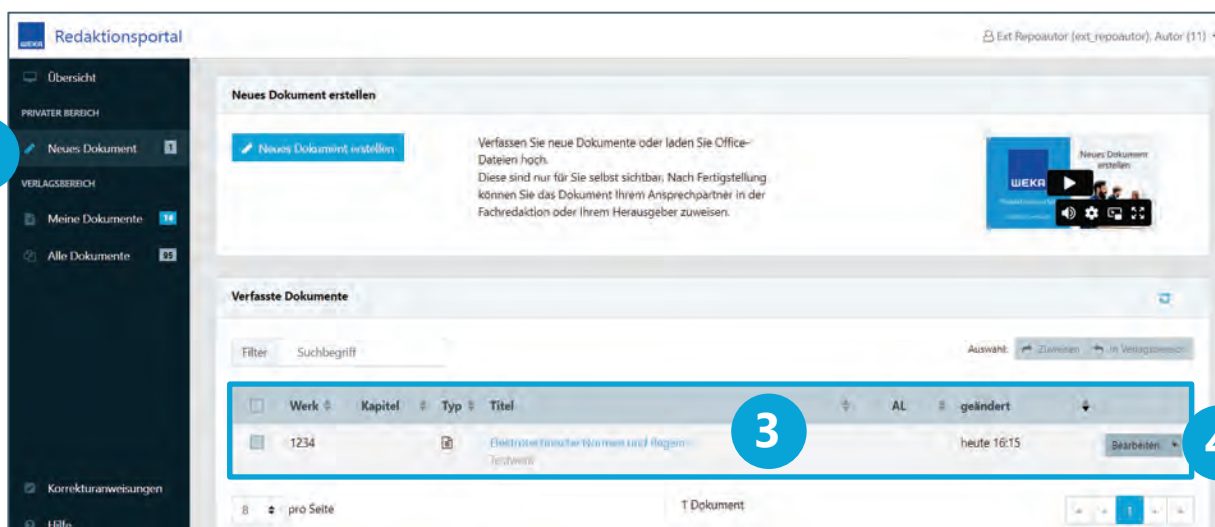 WEKA Redaktionsportal
Ext Repoautor (ext_repoautor), Autor (11)
Übersicht
PRIVATER BEREICH
Neues Dokument 1
VERLAGSBEREICH
Meine Dokumente 14
Alle Dokumente 95
Korrekturanweisungen
Hilfe
Neues Dokument erstellen
Neues Dokument erstellen
Verfassen Sie neue Dokumente oder laden Sie Office-
Dateien hoch.
Diese sind nur für Sie selbst sichtbar. Nach Fertigstellung
können Sie das Dokument Ihrem Ansprechpartner in der
Fachredaktion oder Ihrem Herausgeber zuweisen.
Neues Dokument
erstellen
WEKA
Verfasste Dokumente
Filter Suchbegriff
Auswahl: Zuweisen In Verlagsbereich
Werk Kapitel Typ Titel AL geändert
1234 Elektrotechnische Normen und Regeln heute 16:15 Bearbeiten
Testwerk
3
4
8 pro Seite 1 Dokument 1